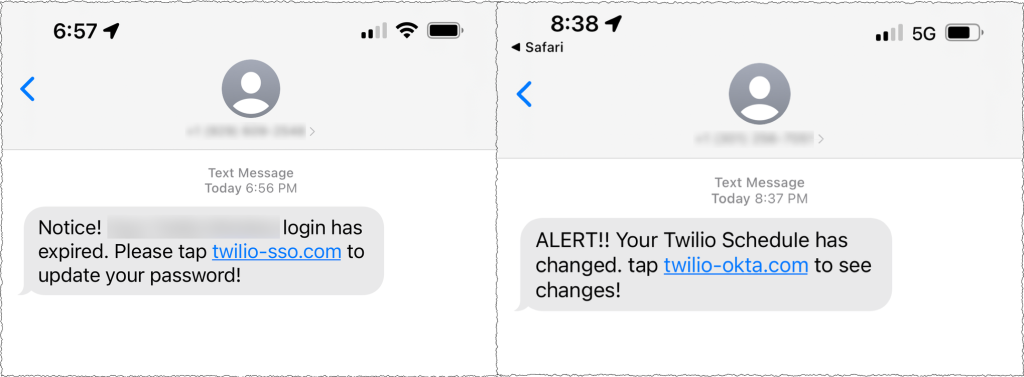 6:57
Text Message
Today 6:56 PM
Notice! login has
expired. Please tap twilio-sso.com to
update your password!
8:38
Safari
5G
Text Message
Today 8:37 PM
ALERT!! Your Twilio Schedule has
changed. tap twilio-okta.com to see
changes!